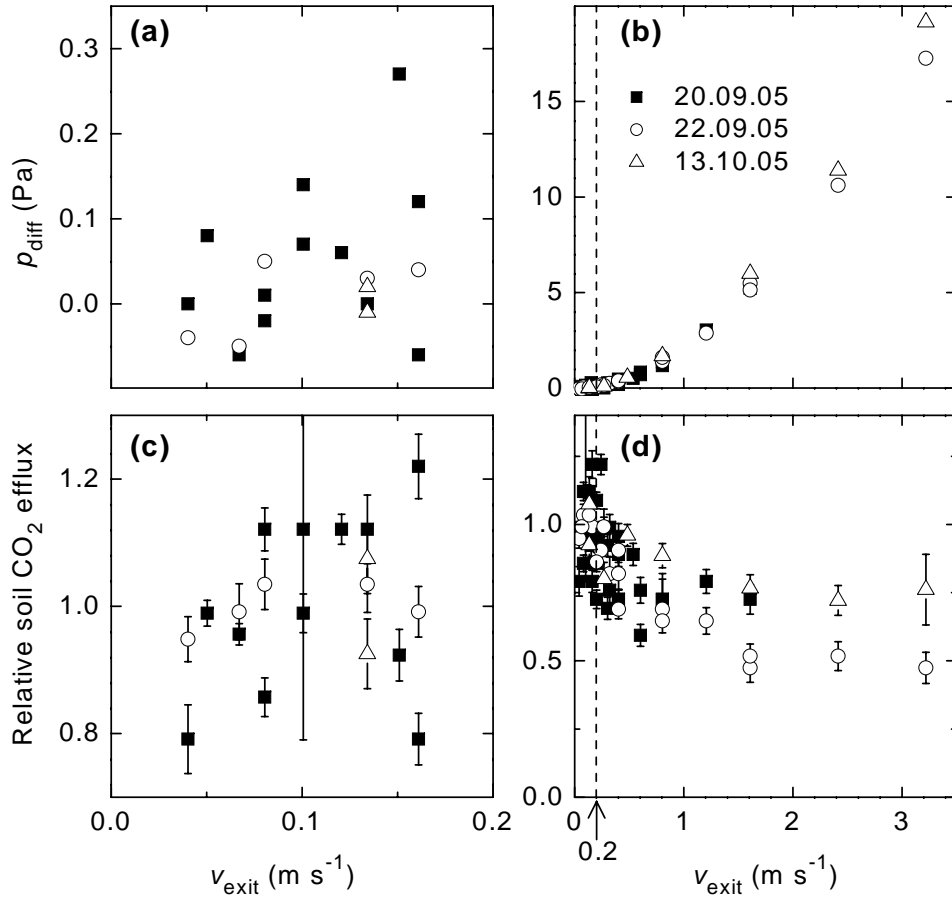 (a)
0.3
0.2
0.1
0.0
p_diff (Pa)
(b)
20.09.05
22.09.05
13.10.05
15
10
5
0
(c)
1.2
1.0
0.8
Relative soil CO₂ efflux
0.0 0.1 0.2
v_exit (m s⁻¹)
(d)
1.0
0.5
0.0
0 1 2 3
0.2
v_exit (m s⁻¹)